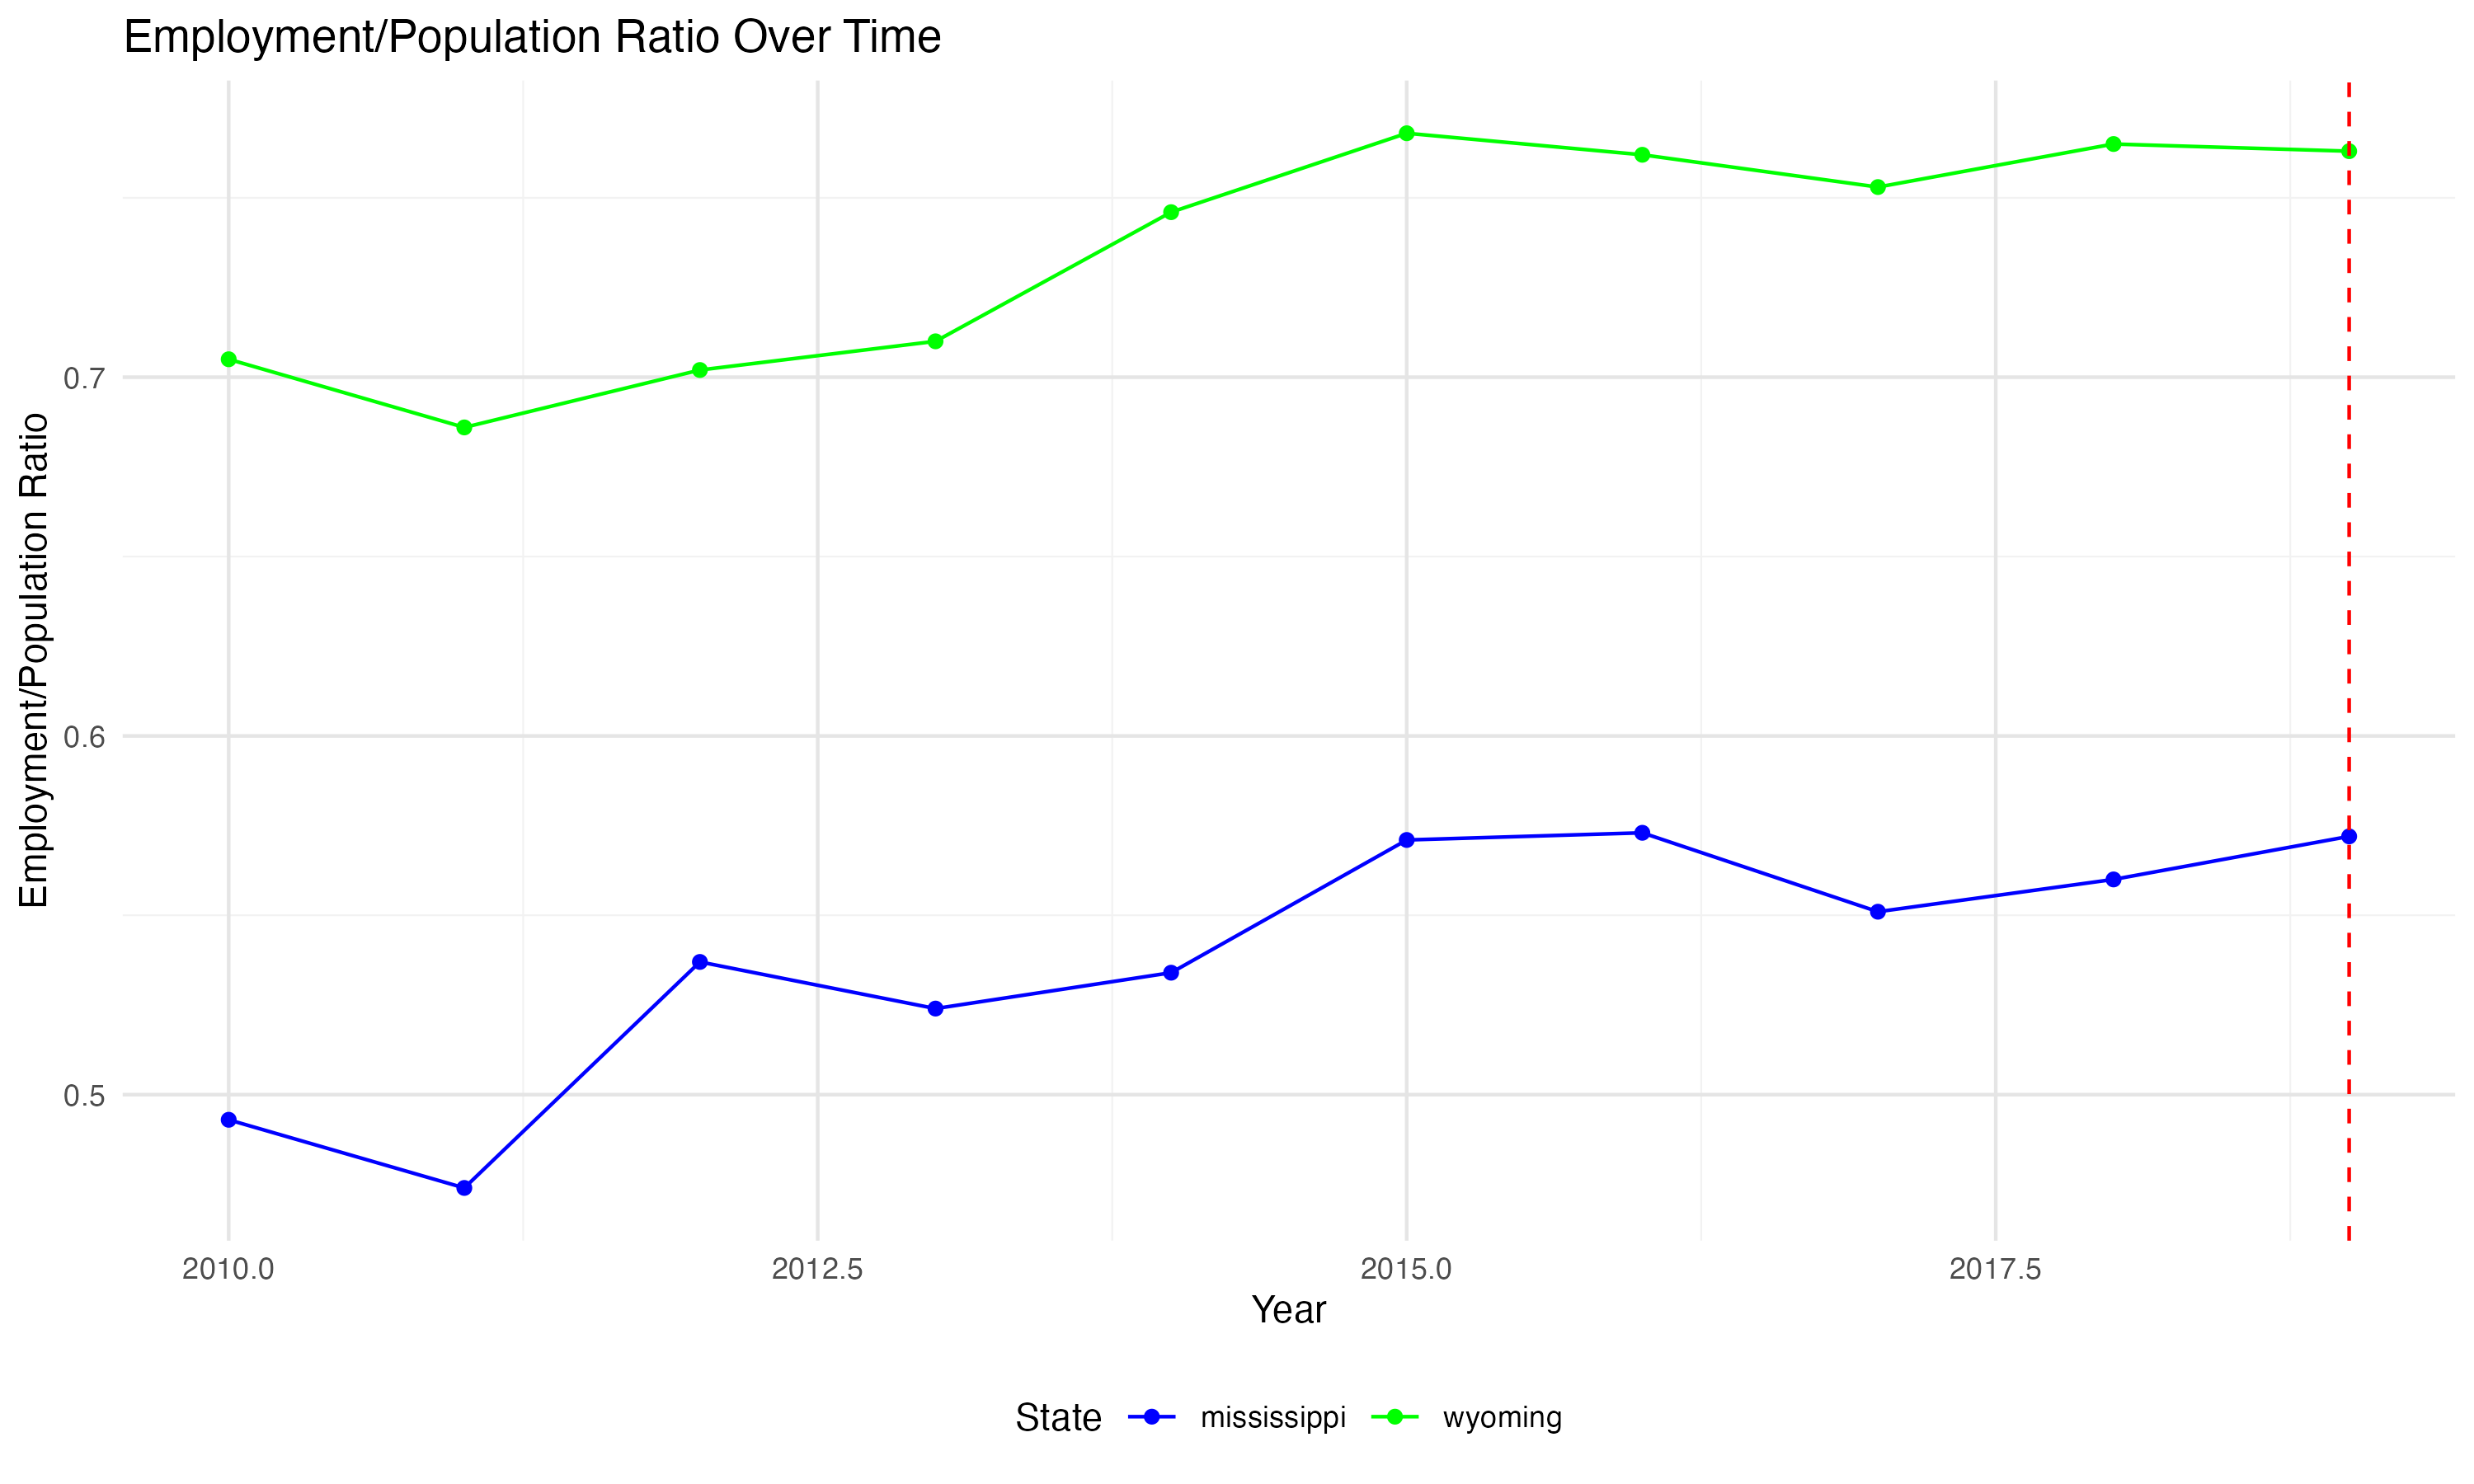 Employment/Population Ratio Over Time
Employment/Population Ratio
0.7
0.6
0.5
2010.0 2012.5 2015.0 2017.5
Year
State mississippi wyoming